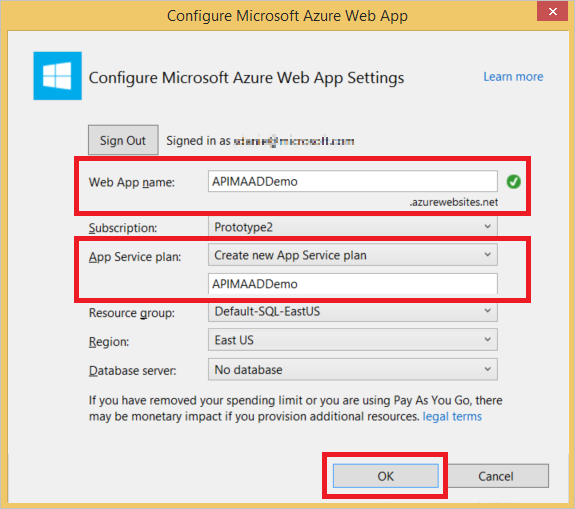 Configure Microsoft Azure Web App
Configure Microsoft Azure Web App Settings
Learn more
Sign Out
Signed in as
Web App name:
APIMAADDemo
.azurewebsites.net
Subscription:
Prototype2
App Service plan:
Create new App Service plan
APIMAADDemo
Resource group:
Default-SQL-EastUS
Region:
East US
Database server:
No database
If you have removed your spending limit or you are using Pay As You Go, there
may be monetary impact if you provision additional resources. legal terms
OK
Cancel